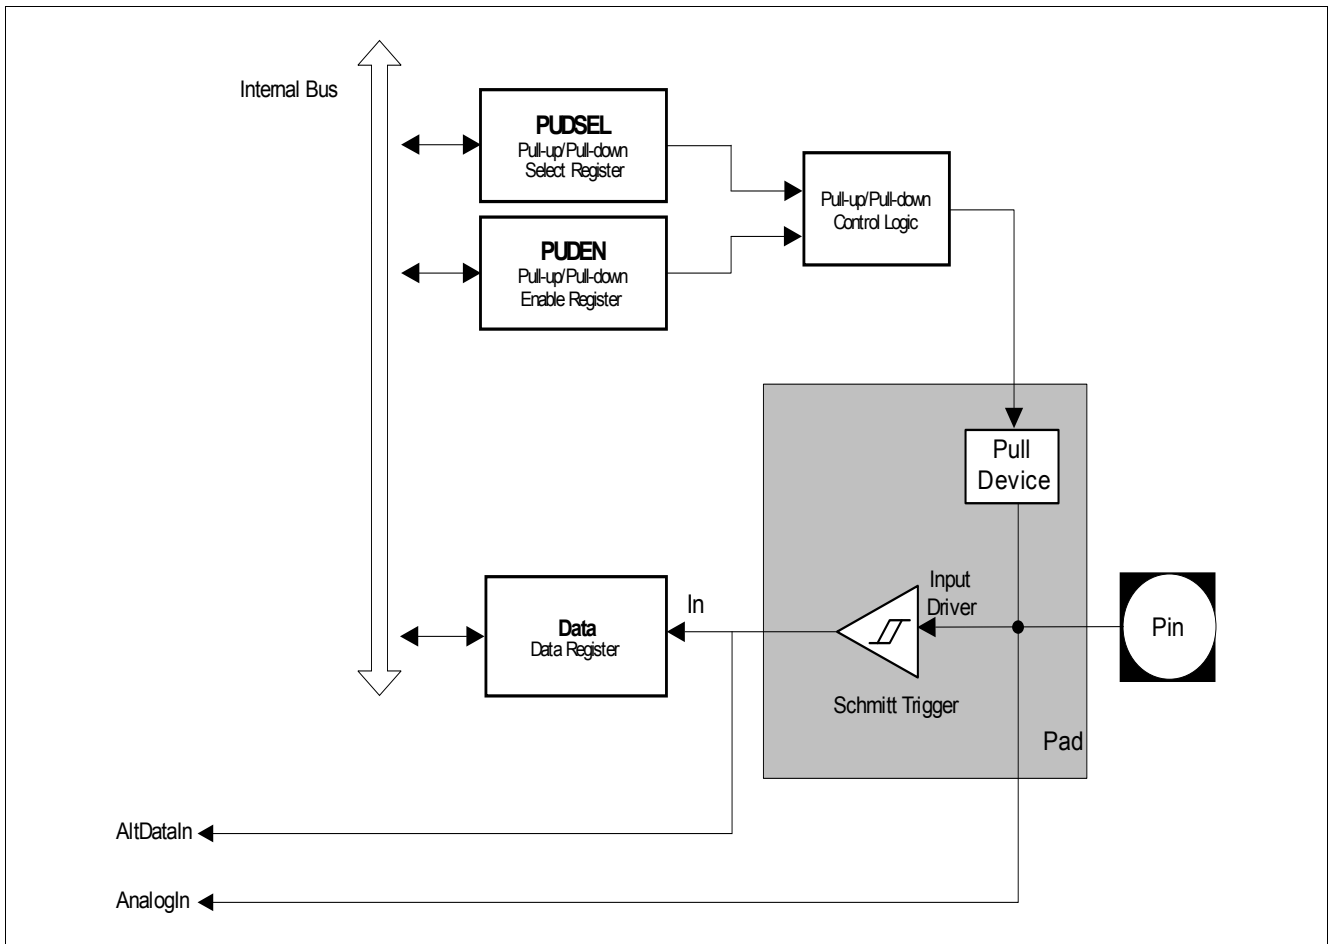 Internal Bus
PUDSEL
Pull-up/Pull-down
Select Register
PUDEN
Pull-up/Pull-down
Enable Register
Pull-up/Pull-down
Control Logic
Pull
Device
Input
Driver
Pin
In
Data
Data Register
Schmitt Trigger
Pad
AltDataIn
AnalogIn